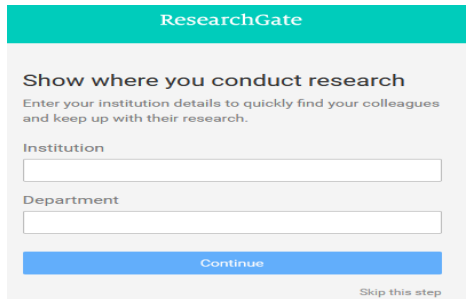 ResearchGate
Show where you conduct research
Enter your institution details to quickly find your colleagues
and keep up with their research.
Institution
Department
Continue
Skip this step